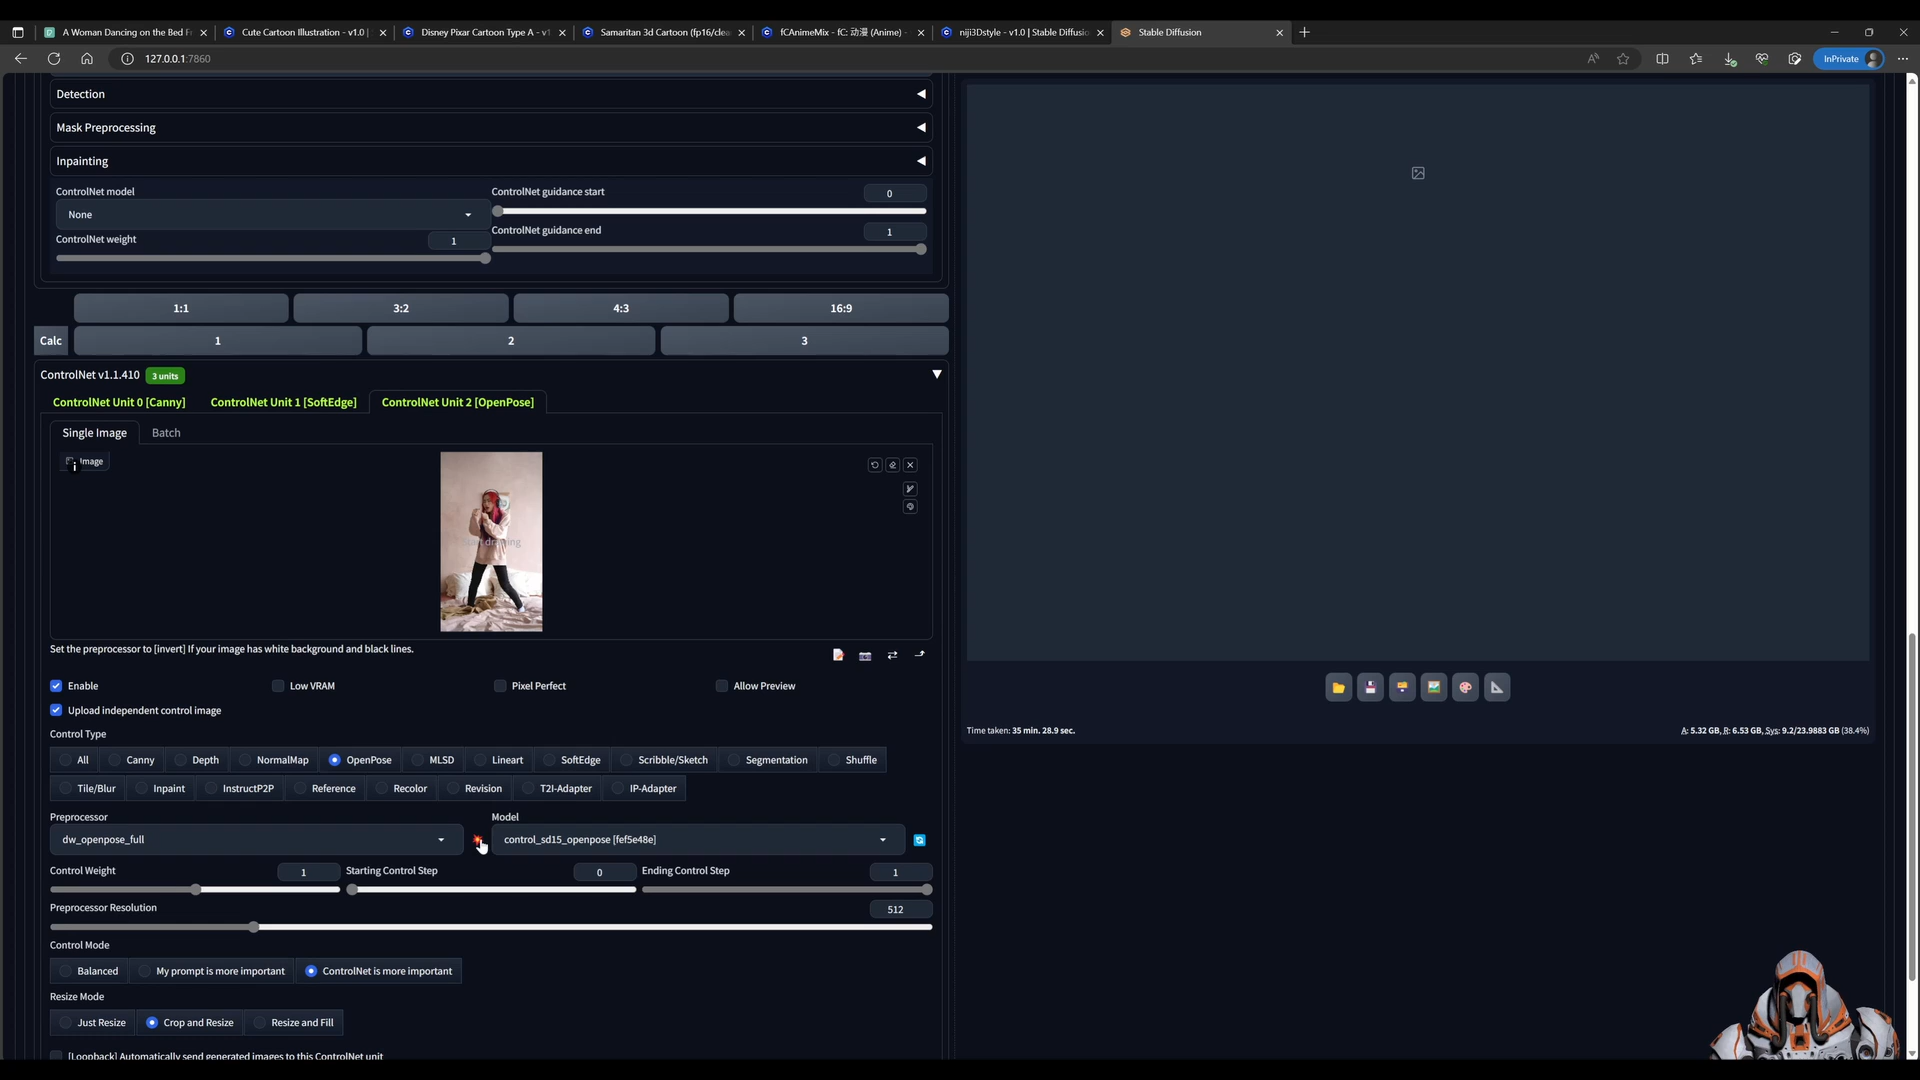 A Woman Dancing on the Bed Fr
Cute Cartoon Illustration - v1.0 |
Disney Pixar Cartoon Type A - v1
Samaritan 3d Cartoon (fp16/clea
fCAnimeMix - fC: 动漫 (Anime) -
niji3Dstyle - v1.0 | Stable Diffusio
Stable Diffusion
127.0.0.1:7860
InPrivate
Detection
Mask Preprocessing
Inpainting
ControlNet model
ControlNet guidance start
0
None
ControlNet guidance end
1
ControlNet weight
1
1:1
3:2
4:3
16:9
Calc
1
2
3
ControlNet v1.1.410
3 units
ControlNet Unit 0 [Canny]
ControlNet Unit 1 [SoftEdge]
ControlNet Unit 2 [OpenPose]
Single Image
Batch
Image
Start drawing
Set the preprocessor to [invert] If your image has white background and black lines.
Enable
Low VRAM
Pixel Perfect
Allow Preview
Upload independent control image
Control Type
All
Canny
Depth
NormalMap
OpenPose
MLSD
Lineart
SoftEdge
Scribble/Sketch
Segmentation
Shuffle
Tile/Blur
Inpaint
InstructP2P
Reference
Recolor
Revision
T2I-Adapter
IP-Adapter
Preprocessor
Model
dw_openpose_full
control_sd15_openpose [fef5e48e]
Control Weight
1
Starting Control Step
0
Ending Control Step
1
Preprocessor Resolution
512
Control Mode
Balanced
My prompt is more important
ControlNet is more important
Resize Mode
Just Resize
Crop and Resize
Resize and Fill
[Loopback] Automatically send generated images to this ControlNet unit
Time taken: 35 min. 28.9 sec.
A: 5.32 GB, R: 6.53 GB, Sys: 9.2/23.9883 GB (38.4%)